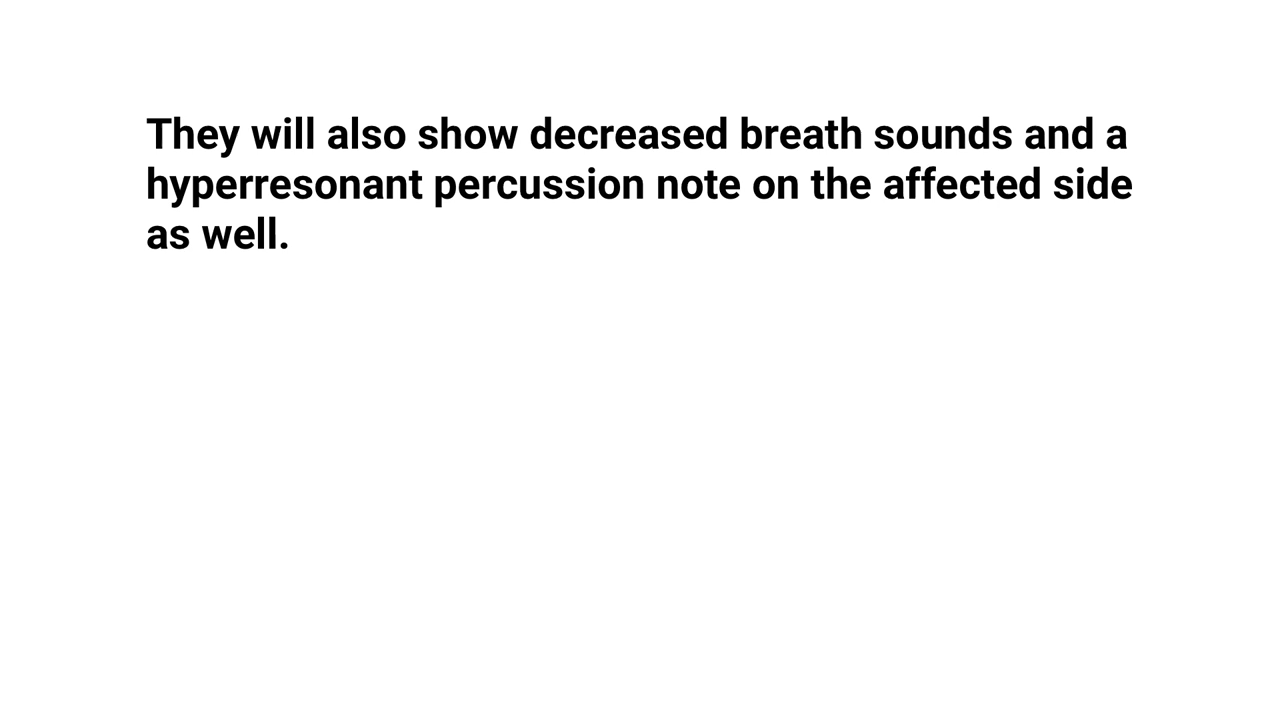 They will also show decreased breath sounds and a
hyperresonant percussion note on the affected side
as well.